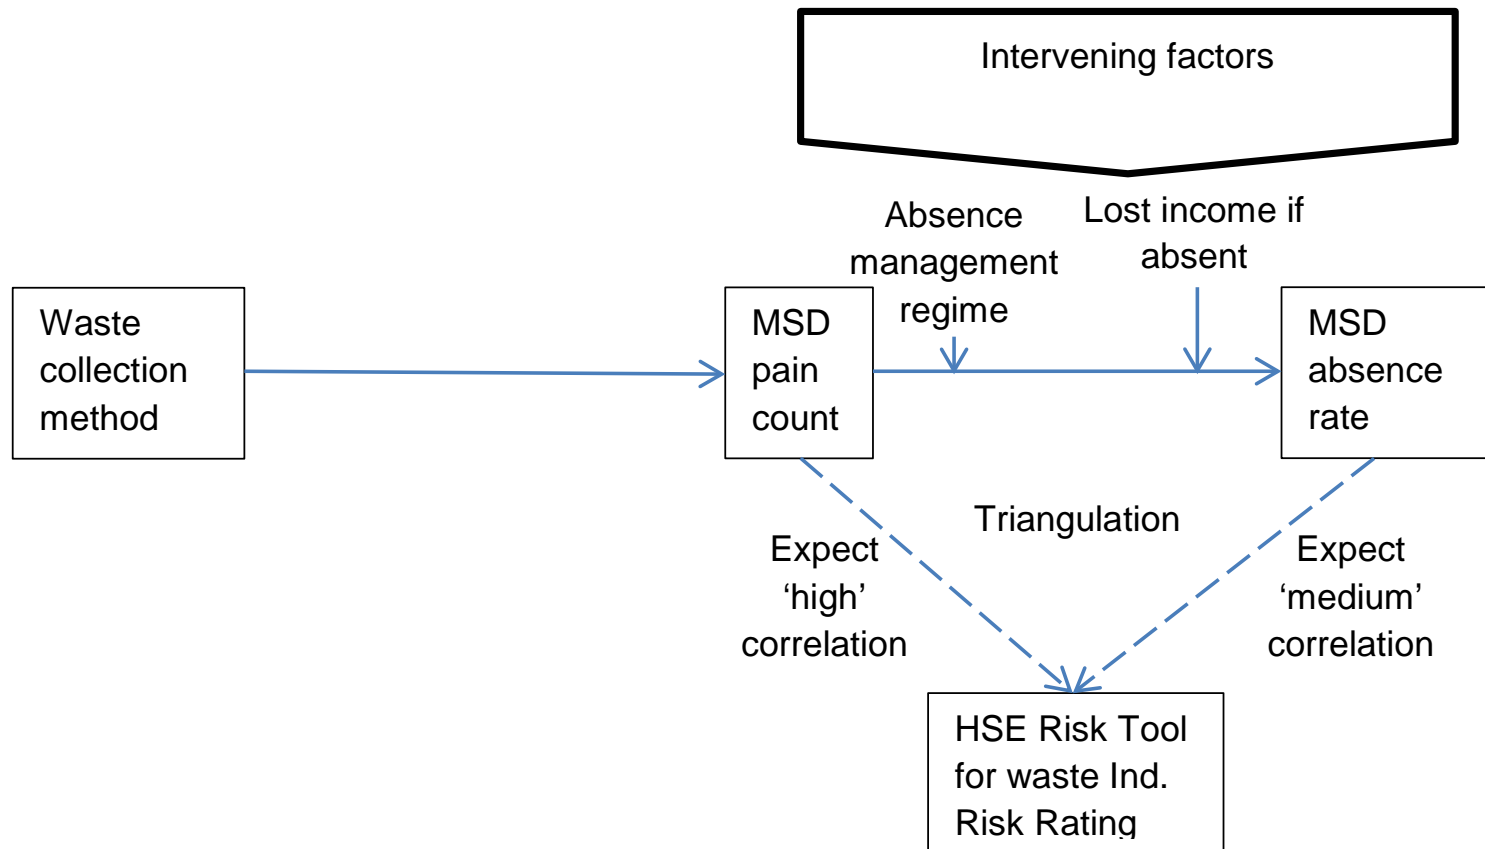 Intervening factors
Absence
management
regime
Lost income if
absent
Waste
collection
method
MSD
pain
count
MSD
absence
rate
Triangulation
Expect
‘high’
correlation
Expect
‘medium’
correlation
HSE Risk Tool
for waste Ind.
Risk Rating